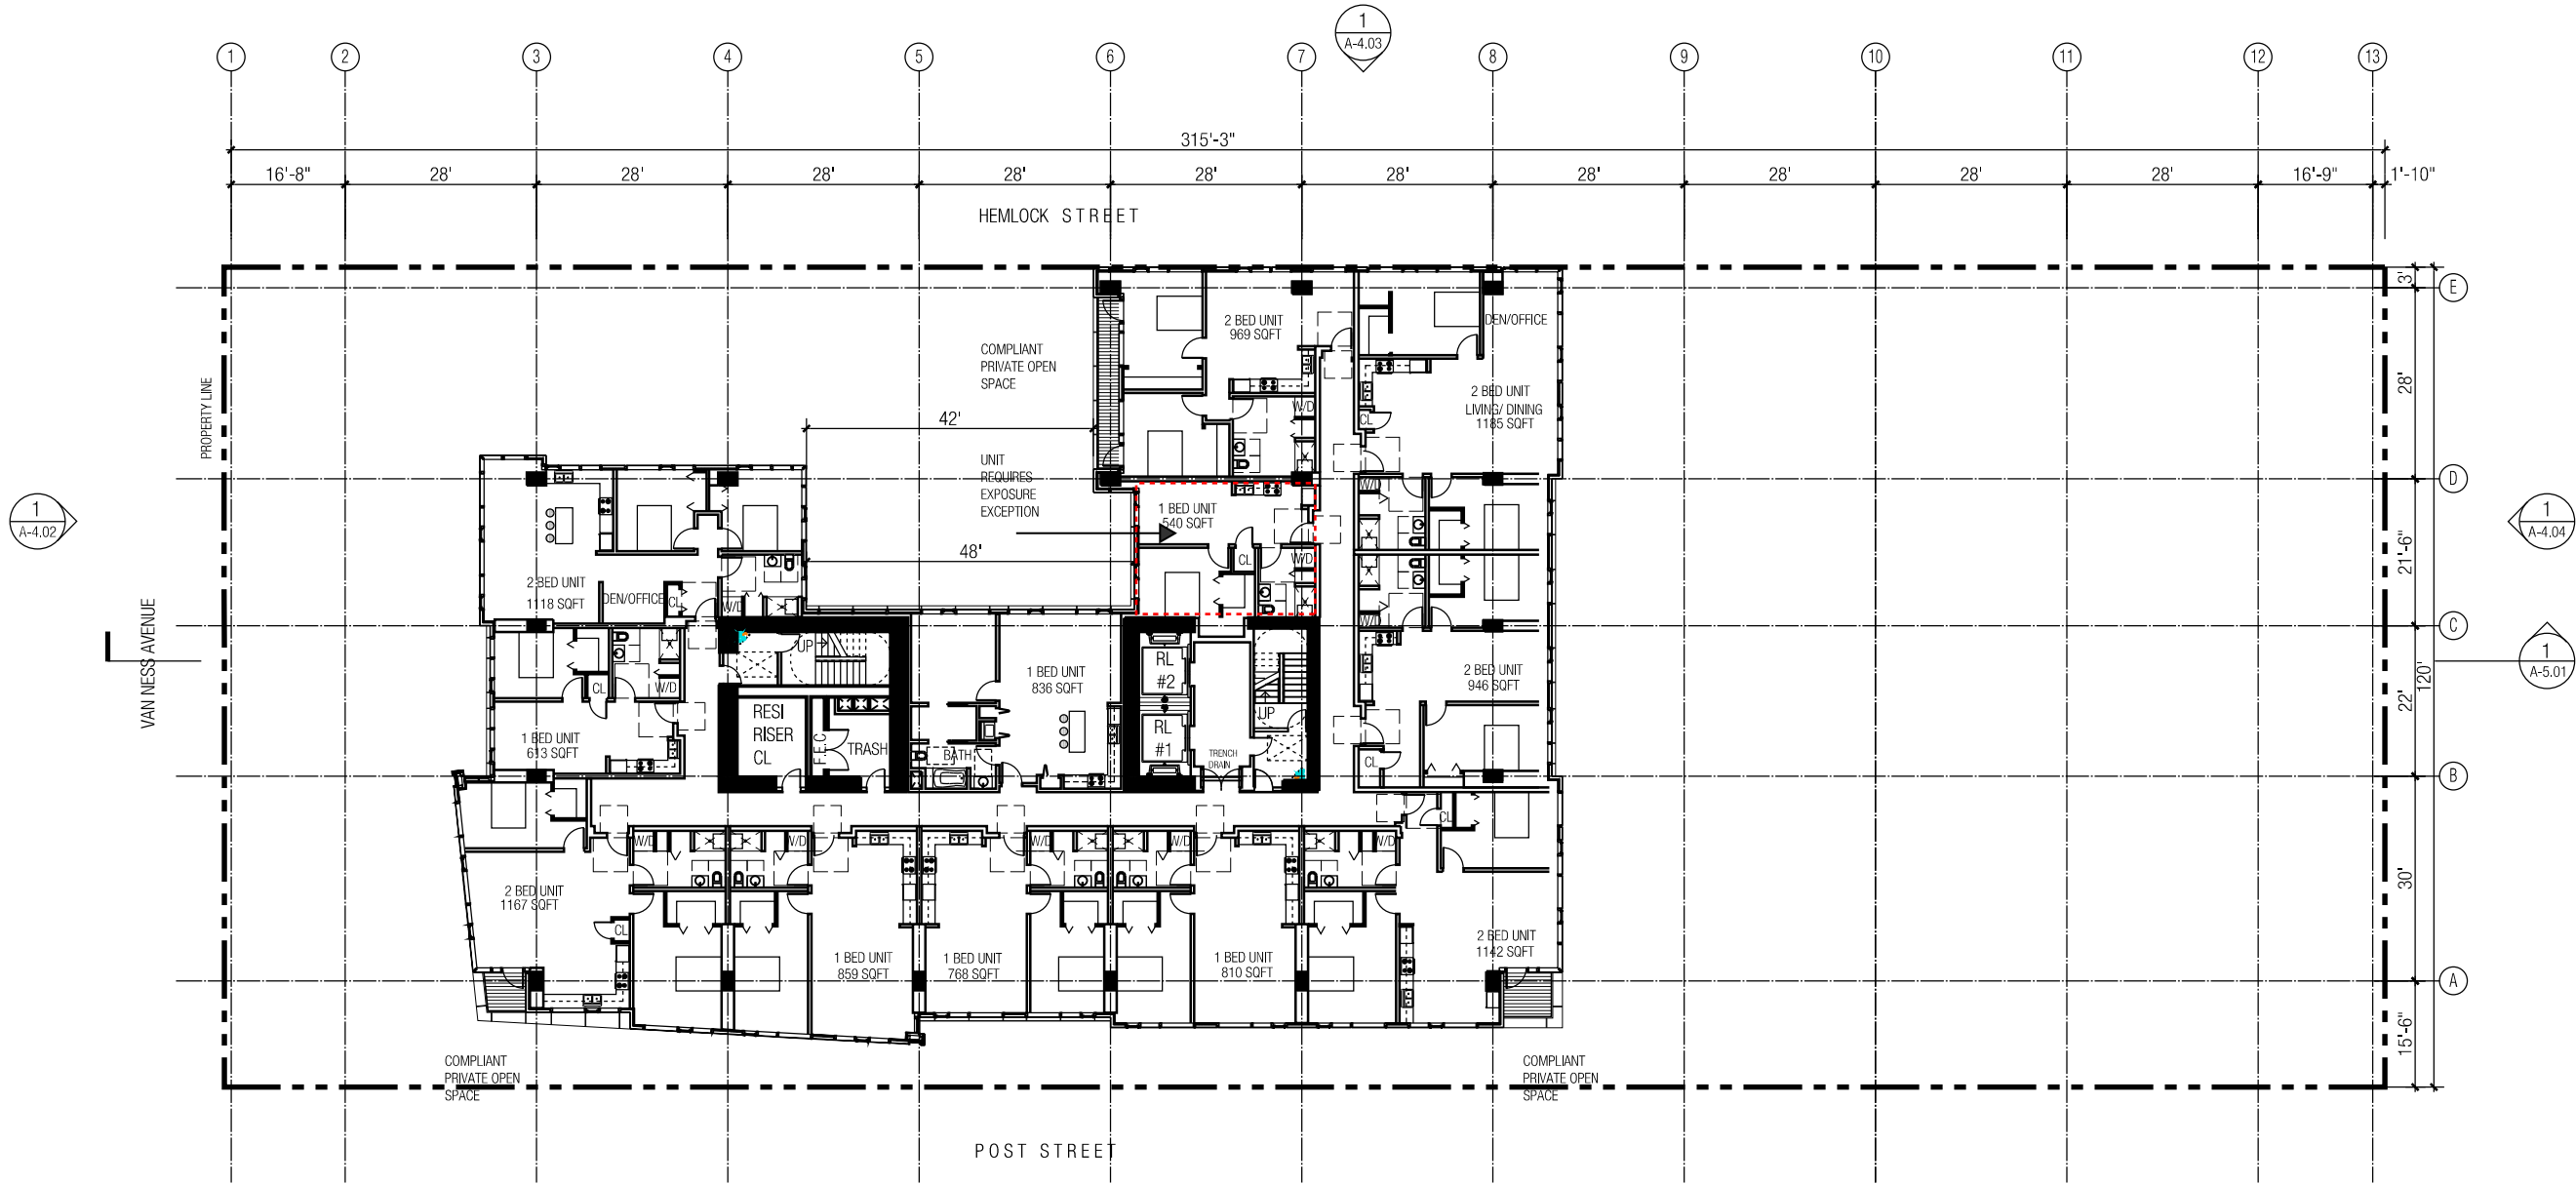 1
A-4.03
1
2
3
4
5
6
7
8
9
10
11
12
13
315'-3"
16'-8"
28'
28'
28'
28'
28'
28'
28'
28'
28'
28'
16'-9"
1'-10"
HEMLOCK STREET
PROPERTY LINE
VAN NESS AVENUE
1
A-4.02
COMPLIANT
PRIVATE OPEN
SPACE
42'
UNIT
REQUIRES
EXPOSURE
EXCEPTION
48'
2 BED UNIT
969 SQFT
W/D
DEN/OFFICE
2 BED UNIT
LIVING/ DINING
1185 SQFT
CL
W/D
1 BED UNIT
540 SQFT
CL
W/D
2 BED UNIT
1118 SQFT
DEN/OFFICE
CL
W/D
W/D
1 BED UNIT
613 SQFT
CL
W/D
UP
RESI
RISER
CL
F.E.C
TRASH
1 BED UNIT
836 SQFT
BATH
RL
#2
RL
#1
TRENCH
DRAIN
UP
2 BED UNIT
946 SQFT
CL
CL
2 BED UNIT
1167 SQFT
CL
W/D
W/D
1 BED UNIT
859 SQFT
1 BED UNIT
768 SQFT
W/D
W/D
1 BED UNIT
810 SQFT
W/D
2 BED UNIT
1142 SQFT
3'
28'
21'-6"
22'
30'
15'-6"
120'
E
D
C
B
A
1
A-4.04
1
A-5.01
COMPLIANT
PRIVATE OPEN
SPACE
COMPLIANT
PRIVATE OPEN
SPACE
POST STREET